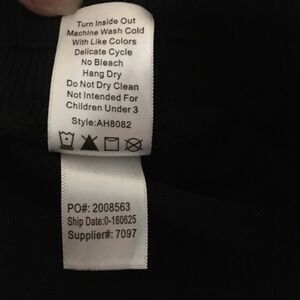 Turn Inside Out
Machine Wash Cold
With Like Colors
Delicate Cycle
No Bleach
Hang Dry
Do Not Dry Clean
Not Intended For
Children Under 3
Style:AH8082
PO#: 2008563
Ship Date:0-160625
Supplier#: 7097